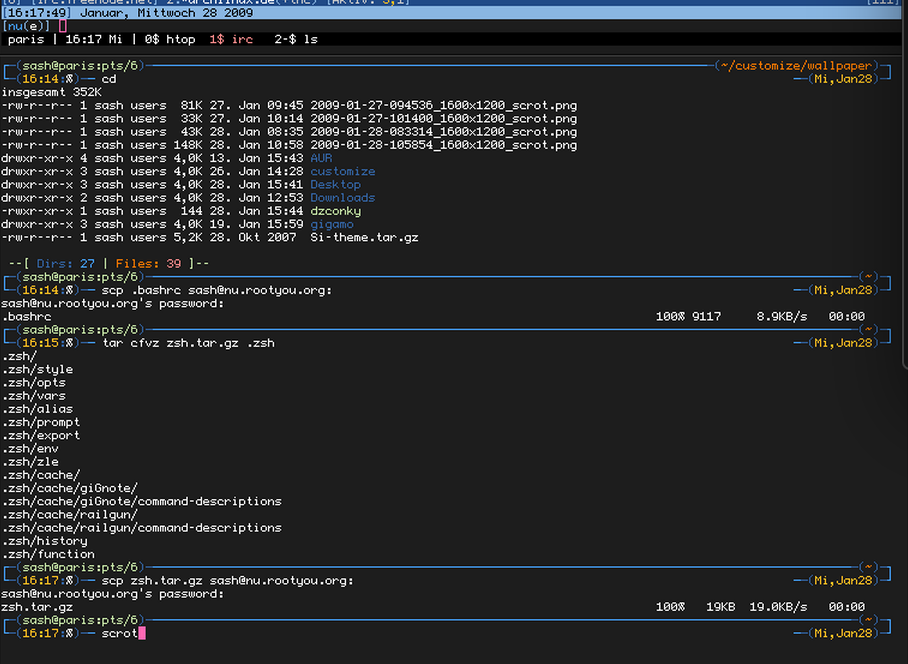 [16:17:49] Januar, Mittwoch 28 2009
[nu(e)]
paris | 16:17 Mi | 0$ htop 1$ irc 2-$ ls
(sash@paris:pts/6) (~/customize/wallpaper)
(16:14:%) cd (Mi,Jan28)
insgesamt 352K
-rw-r--r-- 1 sash users 81K 27. Jan 09:45 2009-01-27-094536_1600x1200_scrot.png
-rw-r--r-- 1 sash users 33K 27. Jan 10:14 2009-01-27-101400_1600x1200_scrot.png
-rw-r--r-- 1 sash users 43K 28. Jan 08:35 2009-01-28-083314_1600x1200_scrot.png
-rw-r--r-- 1 sash users 148K 28. Jan 10:58 2009-01-28-105854_1600x1200_scrot.png
drwxr-xr-x 4 sash users 4,0K 13. Jan 15:43 AUR
drwxr-xr-x 3 sash users 4,0K 26. Jan 14:28 customize
drwxr-xr-x 3 sash users 4,0K 28. Jan 15:41 Desktop
drwxr-xr-x 2 sash users 4,0K 28. Jan 12:53 Downloads
-rwxr-xr-x 1 sash users 144 28. Jan 15:44 dzconky
drwxr-xr-x 3 sash users 4,0K 19. Jan 15:59 gigamo
-rw-r--r-- 1 sash users 5,2K 28. Okt 2007 Si-theme.tar.gz
--[ Dirs: 27 | Files: 39 ]--
(sash@paris:pts/6) (~)
(16:14:%) scp .bashrc sash@nu.rootyou.org: (Mi,Jan28)
sash@nu.rootyou.org's password:
.bashrc 100% 9117 8.9KB/s 00:00
(sash@paris:pts/6) (~)
(16:15:%) tar cfvz zsh.tar.gz .zsh (Mi,Jan28)
.zsh/
.zsh/style
.zsh/opts
.zsh/vars
.zsh/alias
.zsh/prompt
.zsh/export
.zsh/env
.zsh/zle
.zsh/cache/
.zsh/cache/giGnote/
.zsh/cache/giGnote/command-descriptions
.zsh/cache/railgun/
.zsh/cache/railgun/command-descriptions
.zsh/history
.zsh/function
(sash@paris:pts/6) (~)
(16:17:%) scp zsh.tar.gz sash@nu.rootyou.org: (Mi,Jan28)
sash@nu.rootyou.org's password:
zsh.tar.gz 100% 19KB 19.0KB/s 00:00
(sash@paris:pts/6) (~)
(16:17:%) scrot (Mi,Jan28)